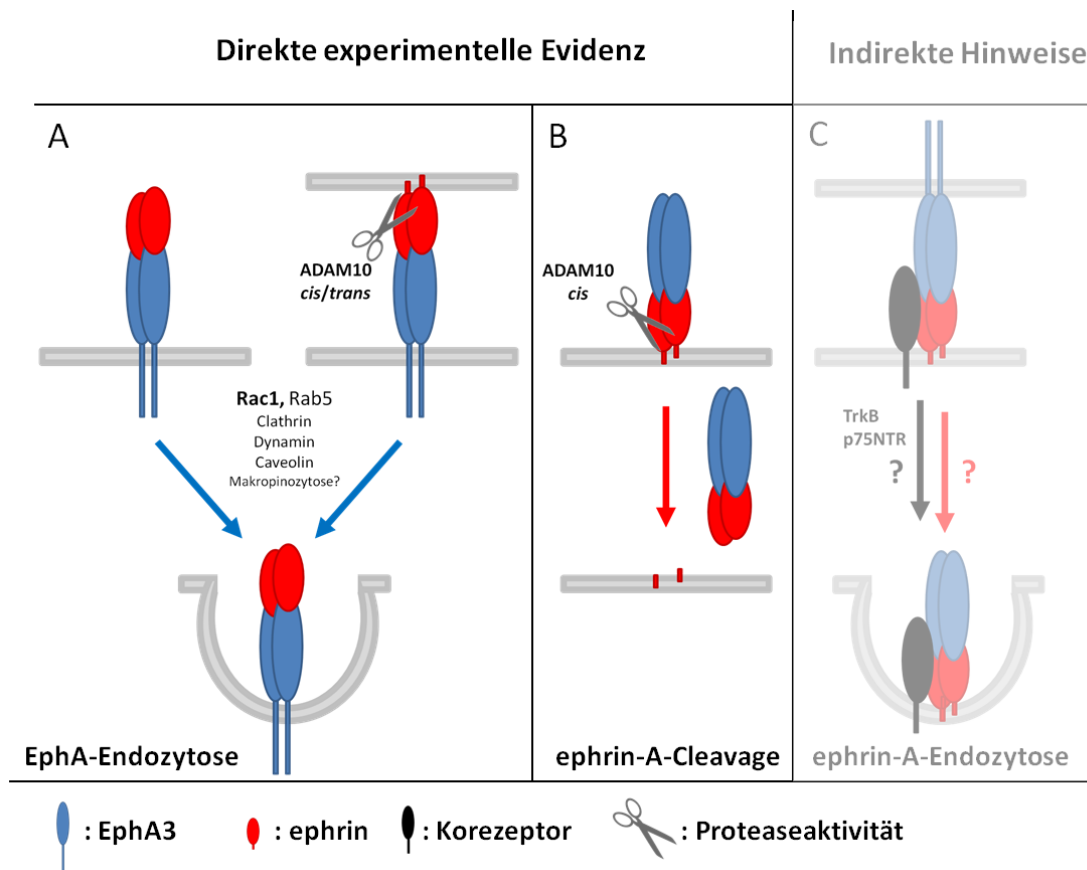 Direkte experimentelle Evidenz
Indirekte Hinweise
A
ADAM10
cis/trans
Rac1, Rab5
Clathrin
Dynamin
Caveolin
Makropinozytose?
EphA-Endozytose
B
ADAM10
cis
ephrin-A-Cleavage
C
TrkB
p75NTR
?
?
ephrin-A-Endozytose
: EphA3
: ephrin
: Korezeptor
: Proteaseaktivität